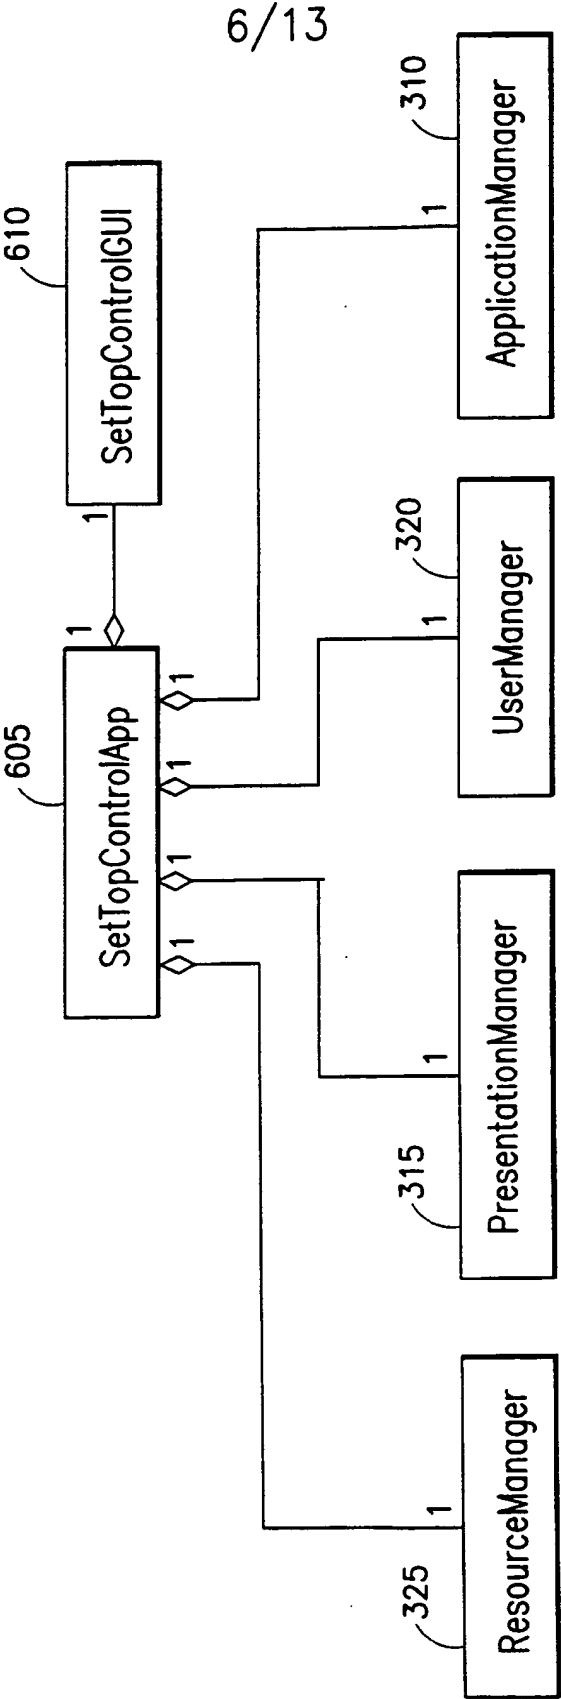 6/13
605
610
SetTopControlApp
1
1
SetTopControlGUI
1
1
1
1
1
1
1
1
325
315
320
310
ResourceManager
PresentationManager
UserManager
ApplicationManager